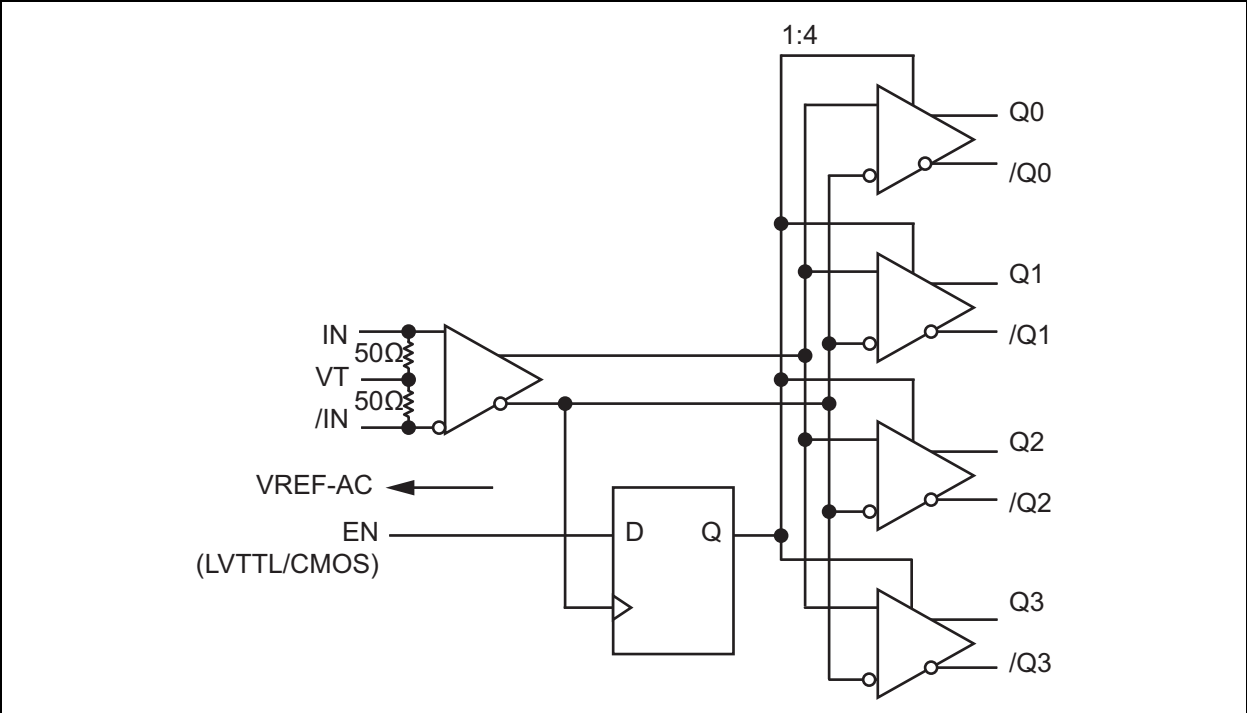 1:4
Q0
/Q0
Q1
/Q1
IN
50Ω
VT
50Ω
/IN
Q2
/Q2
VREF-AC
EN
(LVTTL/CMOS)
D
Q
Q3
/Q3